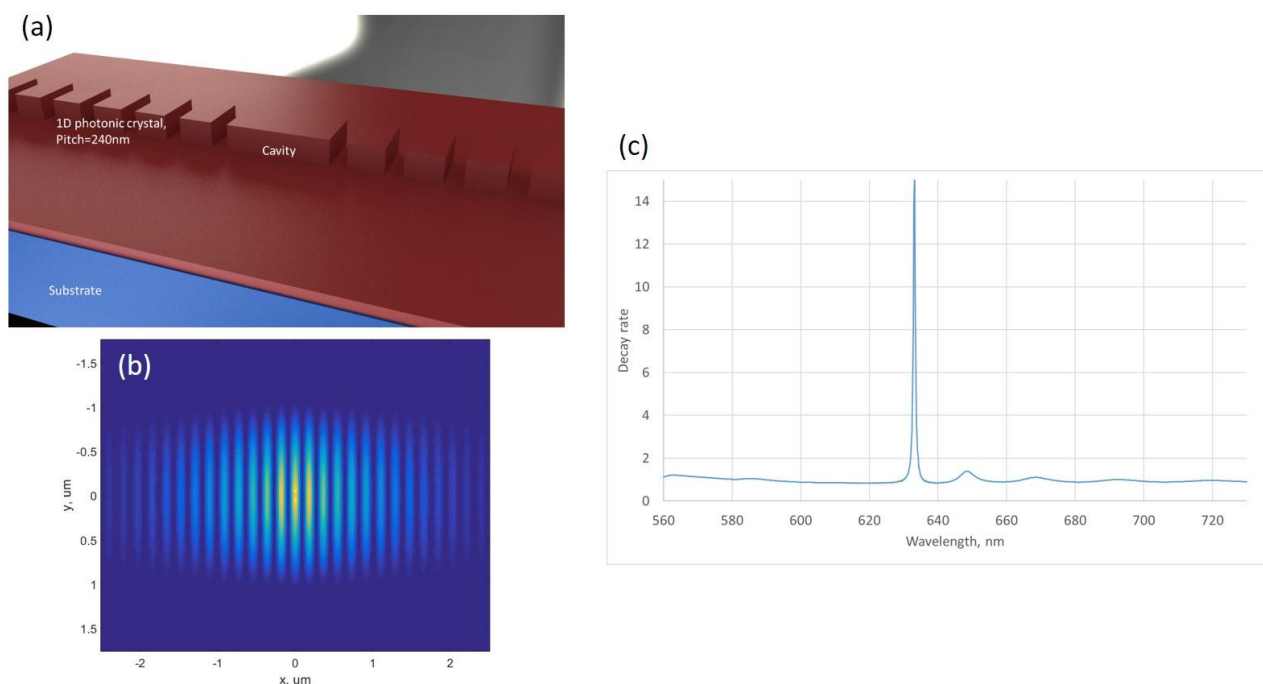 (a)
1D photonic crystal,
Pitch=240nm
Cavity
Substrate
(b)
-1.5
-1
-0.5
0
0.5
1
1.5
y, um
-2
-1
0
1
2
x, um
(c)
14
12
10
8
6
4
2
0
Decay rate
560
580
600
620
640
660
680
700
720
Wavelength, nm